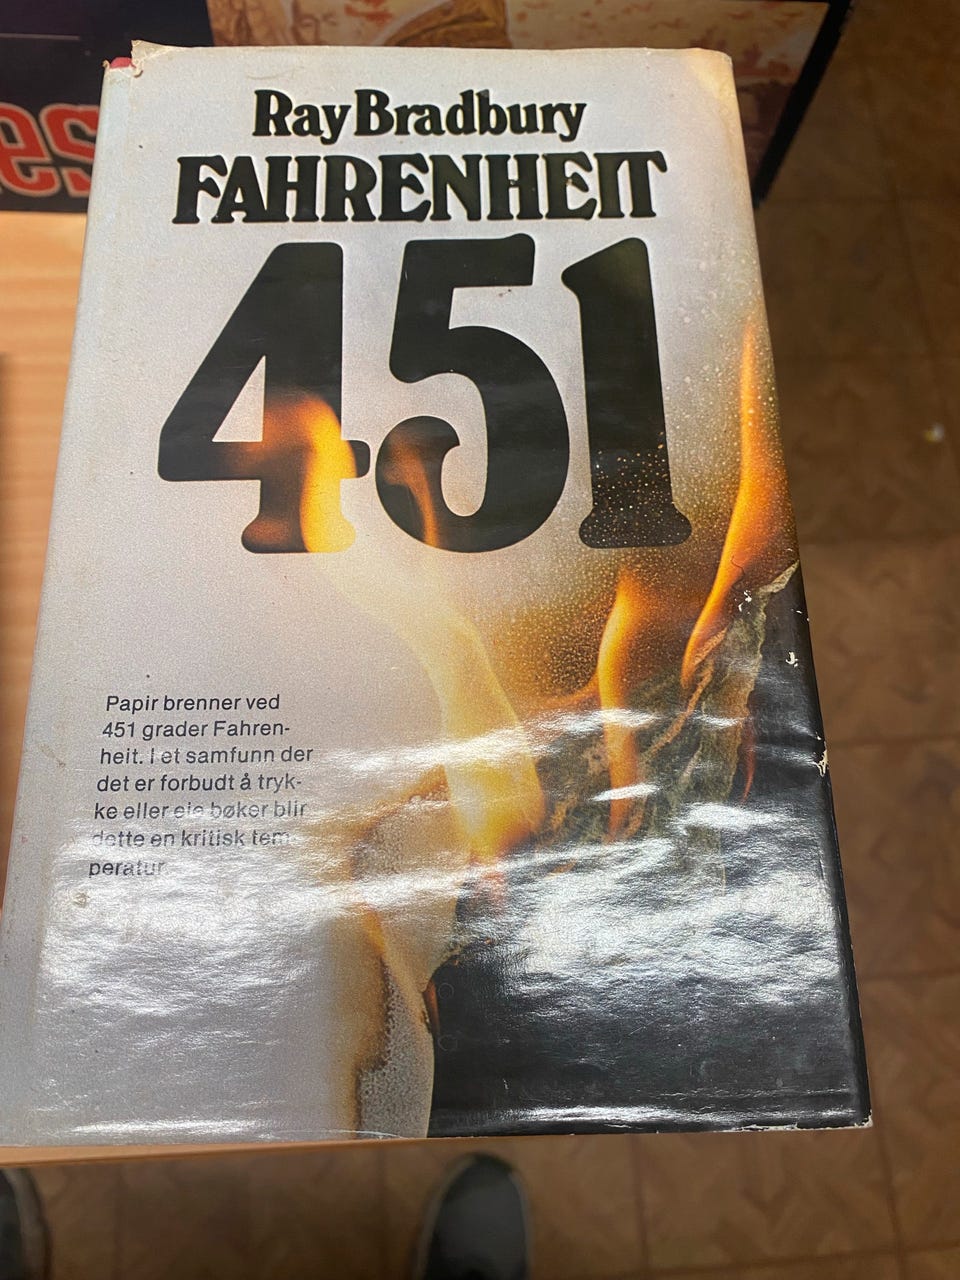 es
Ray Bradbury
FAHRENHEIT
451
Papir brenner ved
451 grader Fahren-
heit. I et samfunn der
det er forbudt å tryk-
ke eller eie bøker blir
dette en kritisk tem-
peratur.